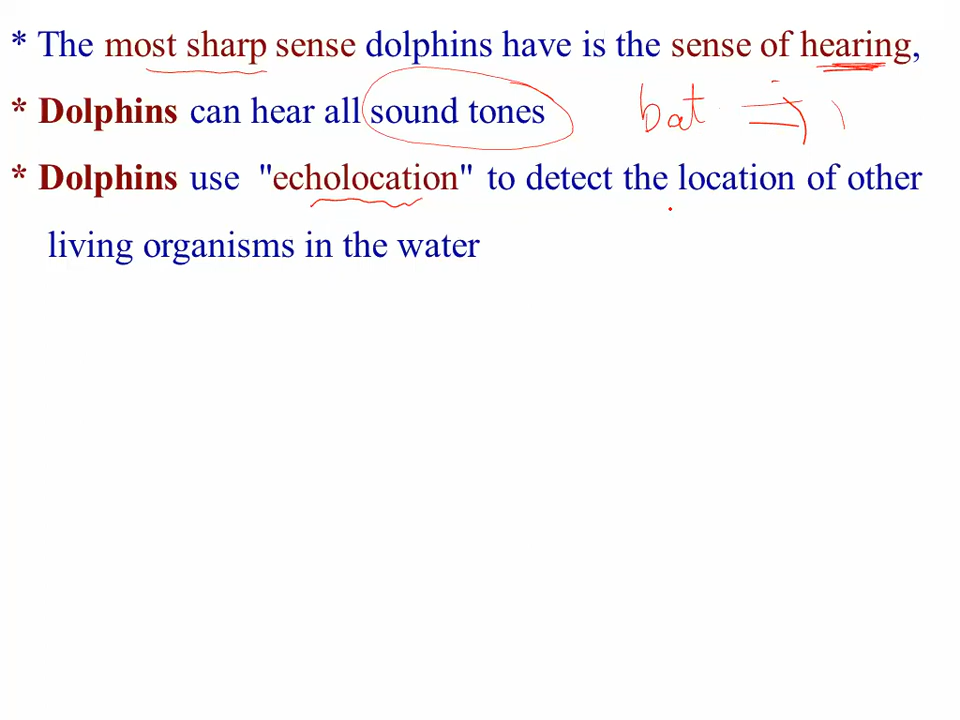 * The most sharp sense dolphins have is the sense of hearing,
* Dolphins can hear all sound tones
bat
* Dolphins use "echolocation" to detect the location of other
living organisms in the water